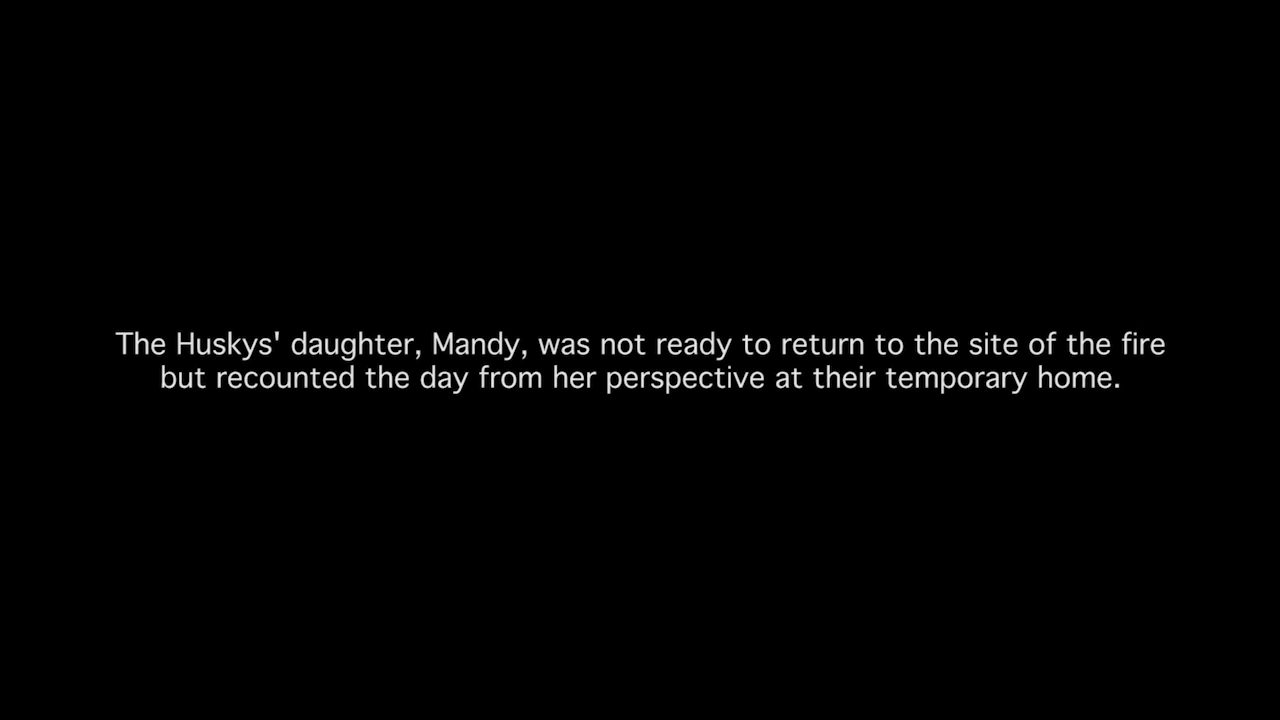 The Huskys' daughter, Mandy, was not ready to return to the site of the fire
but recounted the day from her perspective at their temporary home.